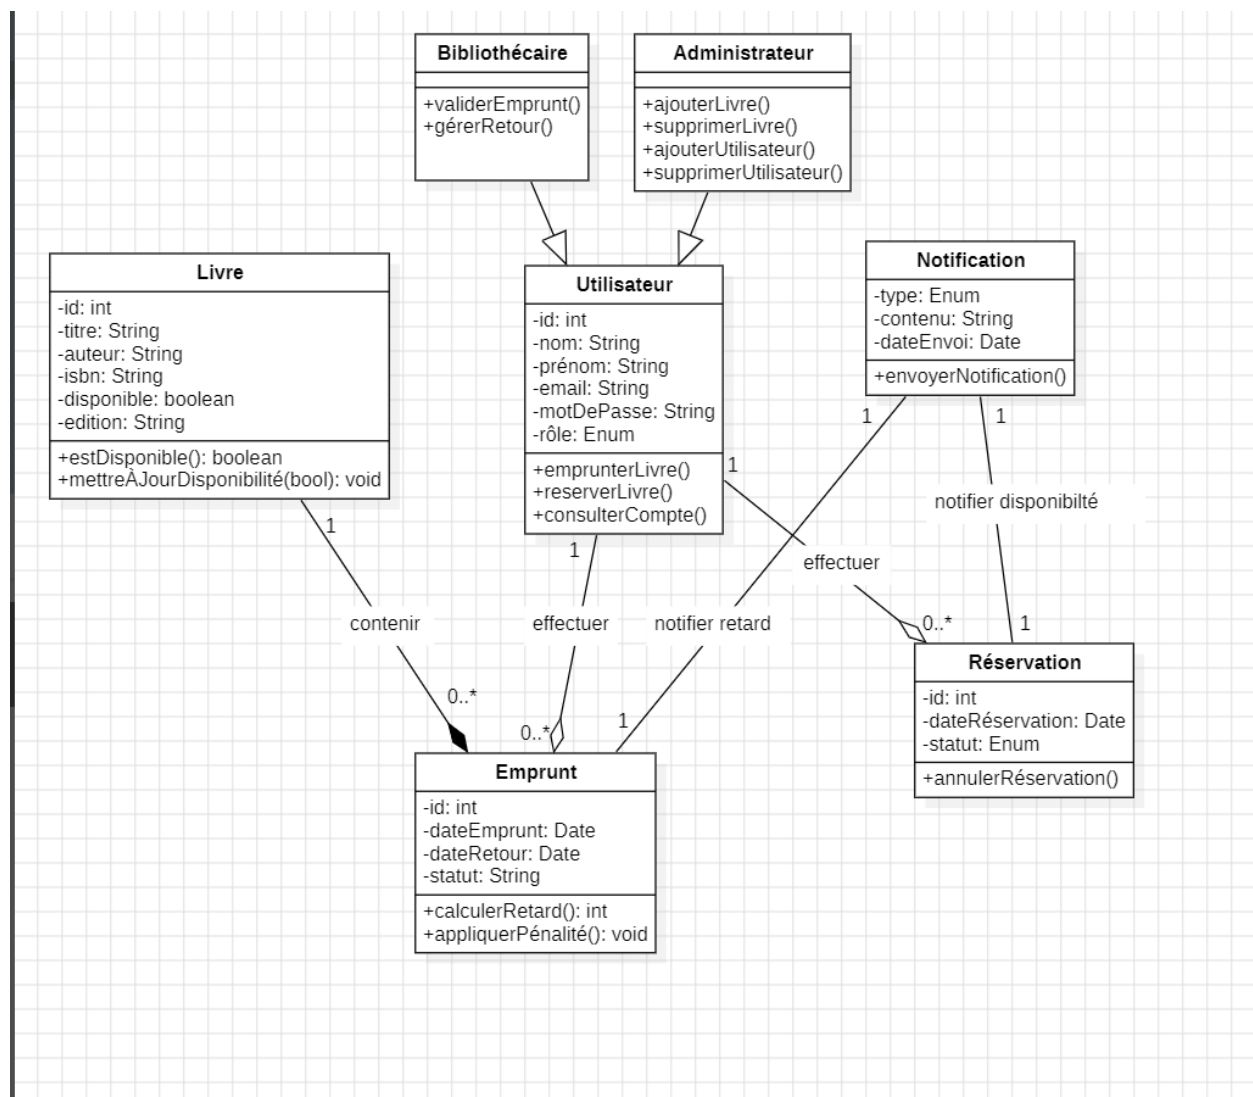 Bibliothécaire
+validerEmprunt()
+gérerRetour()
Administrateur
+ajouterLivre()
+supprimerLivre()
+ajouterUtilisateur()
+supprimerUtilisateur()
Livre
-id: int
-titre: String
-auteur: String
-isbn: String
-disponible: boolean
-edition: String
+estDisponible(): boolean
+mettreÀJourDisponibilité(bool): void
Utilisateur
-id: int
-nom: String
-prénom: String
-email: String
-motDePasse: String
-rôle: Enum
+emprunterLivre()
+reserverLivre()
+consulterCompte()
Notification
-type: Enum
-contenu: String
-dateEnvoi: Date
+envoyerNotification()
1
contenir
0..*
1
effectuer
0..*
1
notifier retard
1
1
effectuer
0..*
1
notifier disponibilté
1
Emprunt
-id: int
-dateEmprunt: Date
-dateRetour: Date
-statut: String
+calculerRetard(): int
+appliquerPénalité(): void
Réservation
-id: int
-dateRéservation: Date
-statut: Enum
+annulerRéservation()